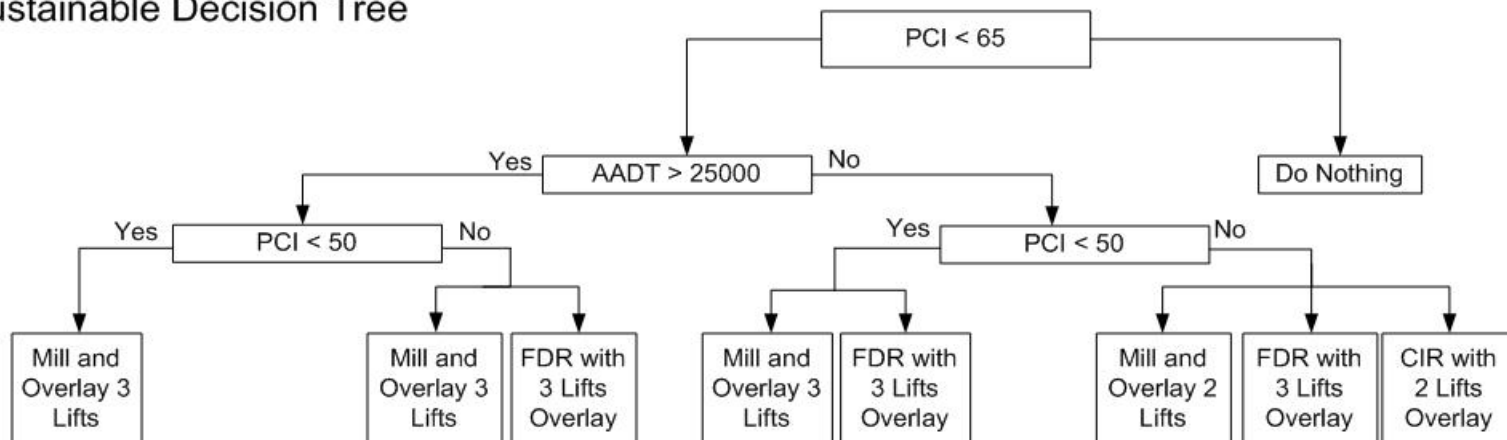 ustainable Decision Tree
PCI < 65
Yes
AADT > 25000
No
Do Nothing
Yes
PCI < 50
No
Yes
PCI < 50
No
Mill and
Overlay 3
Lifts
Mill and
Overlay 3
Lifts
FDR with
3 Lifts
Overlay
Mill and
Overlay 3
Lifts
FDR with
3 Lifts
Overlay
Mill and
Overlay 2
Lifts
FDR with
3 Lifts
Overlay
CIR with
2 Lifts
Overlay